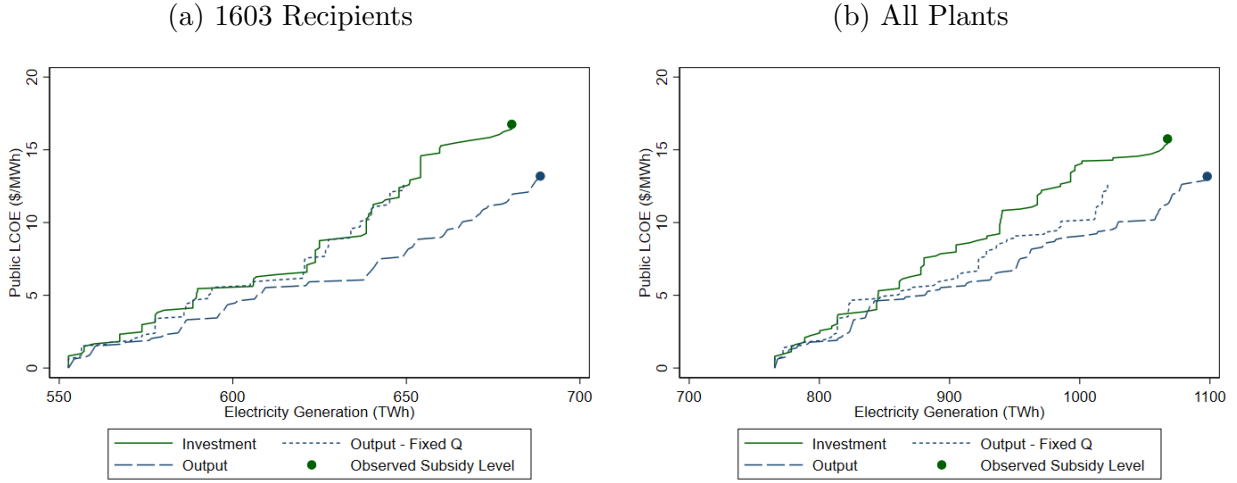 (a) 1603 Recipients
(b) All Plants
Public LCOE ($/MWh)
20
15
10
5
0
550
600
650
700
Electricity Generation (TWh)
Investment
Output - Fixed Q
Output
Observed Subsidy Level
Public LCOE ($/MWh)
20
15
10
5
0
700
800
900
1000
1100
Electricity Generation (TWh)
Investment
Output - Fixed Q
Output
Observed Subsidy Level